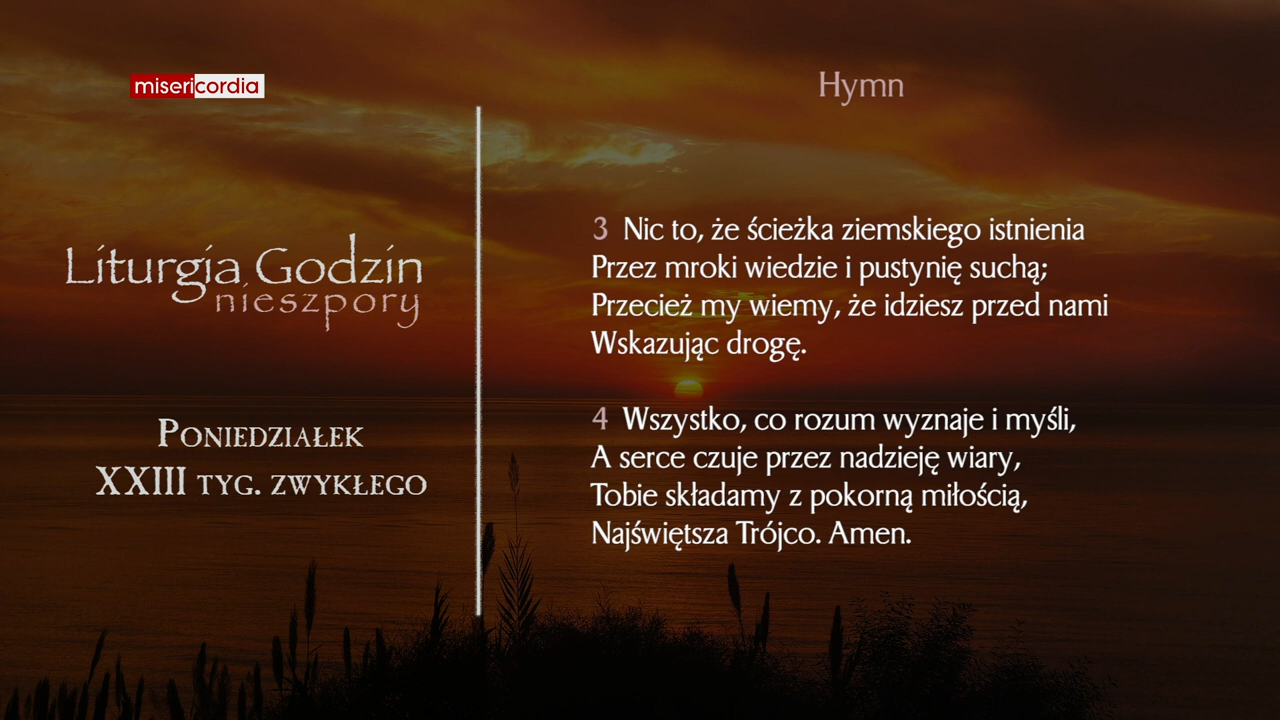 misericordia
Liturgia Godzin
nieszpory
Poniedziałek
XXIII tyg. zwykłego
Hymn
3 Nic to, że ścieżka ziemskiego istnienia
Przez mroki wiedzie i pustynię suchą;
Przecież my wiemy, że idziesz przed nami
Wskazując drogę.
4 Wszystko, co rozum wyznaje i myśli,
A serce czuje przez nadzieję wiary,
Tobie składamy z pokorną miłością,
Najświętsza Trójco. Amen.